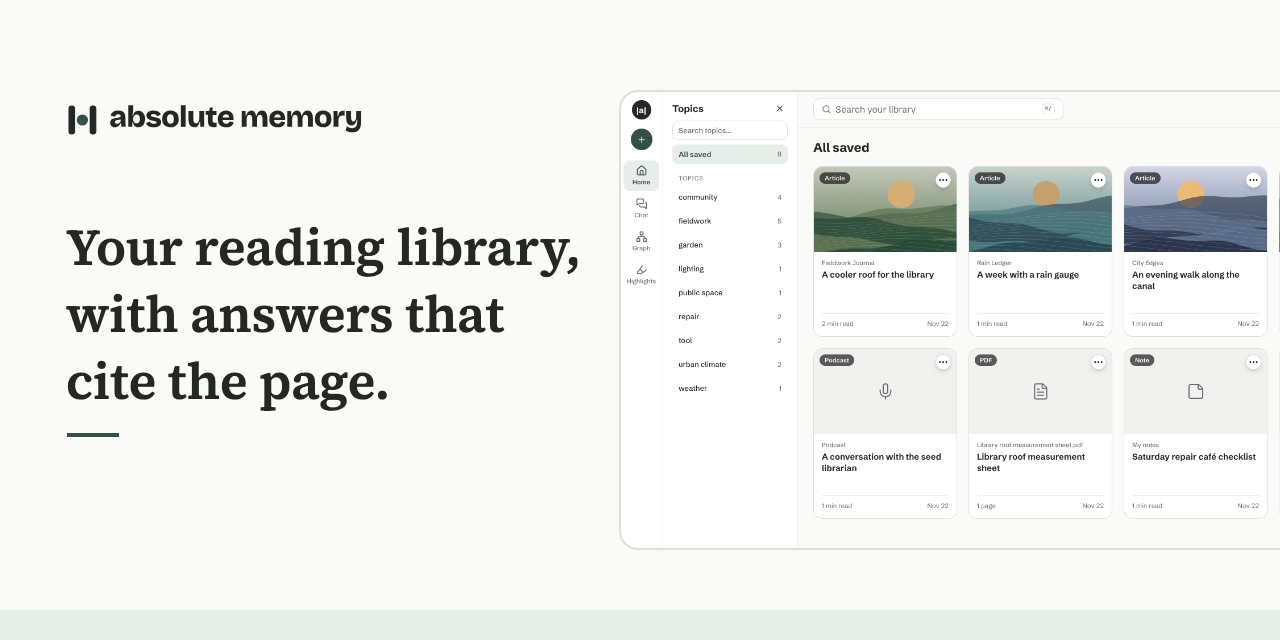 absolute memory
Your reading library,
with answers that
cite the page.
|a|
+
Home
Chat
Graph
Highlights
Topics
Search topics...
All saved 8
TOPICS
community 4
fieldwork 5
garden 3
lighting 1
public space 1
repair 2
tool 2
urban climate 2
weather 1
Search your library ⌘/
All saved
Article
Fieldwork Journal
A cooler roof for the library
2 min read Nov 22
Article
Rain Ledger
A week with a rain gauge
1 min read Nov 22
Article
City Edges
An evening walk along the
canal
1 min read Nov 22
Podcast
Podcast
A conversation with the seed
librarian
1 min read Nov 22
PDF
Library roof measurement sheet.pdf
Library roof measurement
sheet
1 page Nov 22
Note
My notes
Saturday repair café checklist
1 min read Nov 22